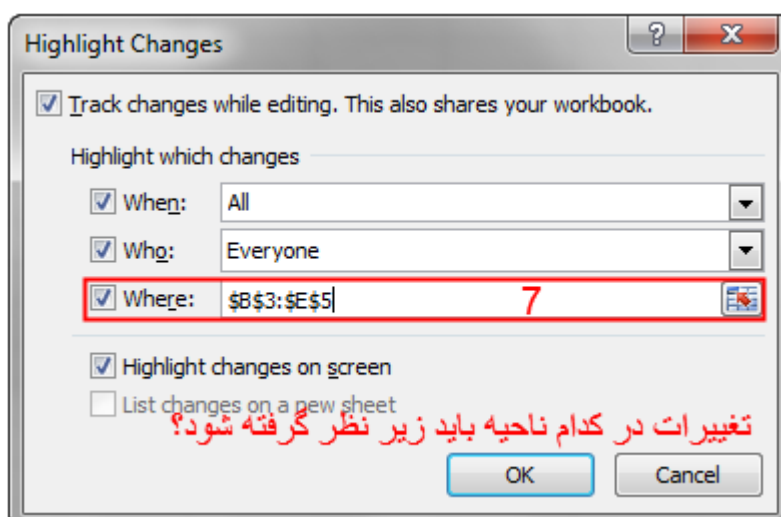 Highlight Changes
Track changes while editing. This also shares your workbook.
Highlight which changes
When: All
Who: Everyone
Where: $B$3:$E$5 7
Highlight changes on screen
List changes on a new sheet
تغییرات در کدام ناحیه باید زیر نظر گرفته شود؟
OK Cancel